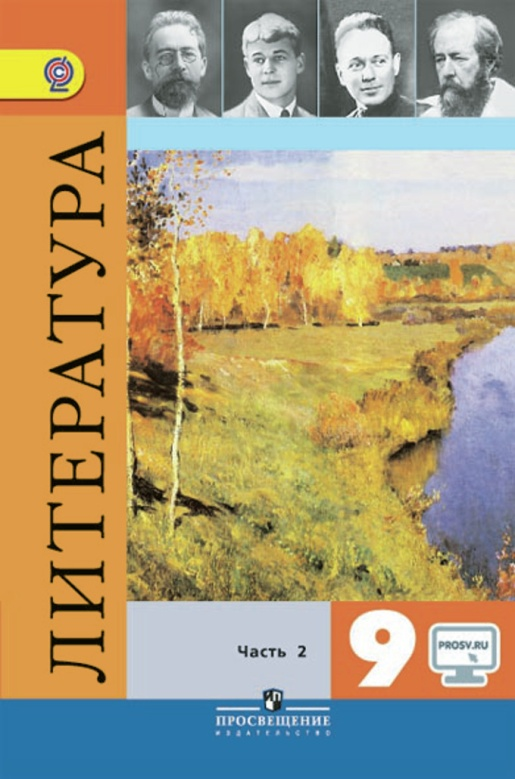 ЛИТЕРАТУРА
Часть 2
9
PROSV.RU
ПРОСВЕЩЕНИЕ
ИЗДАТЕЛЬСТВО